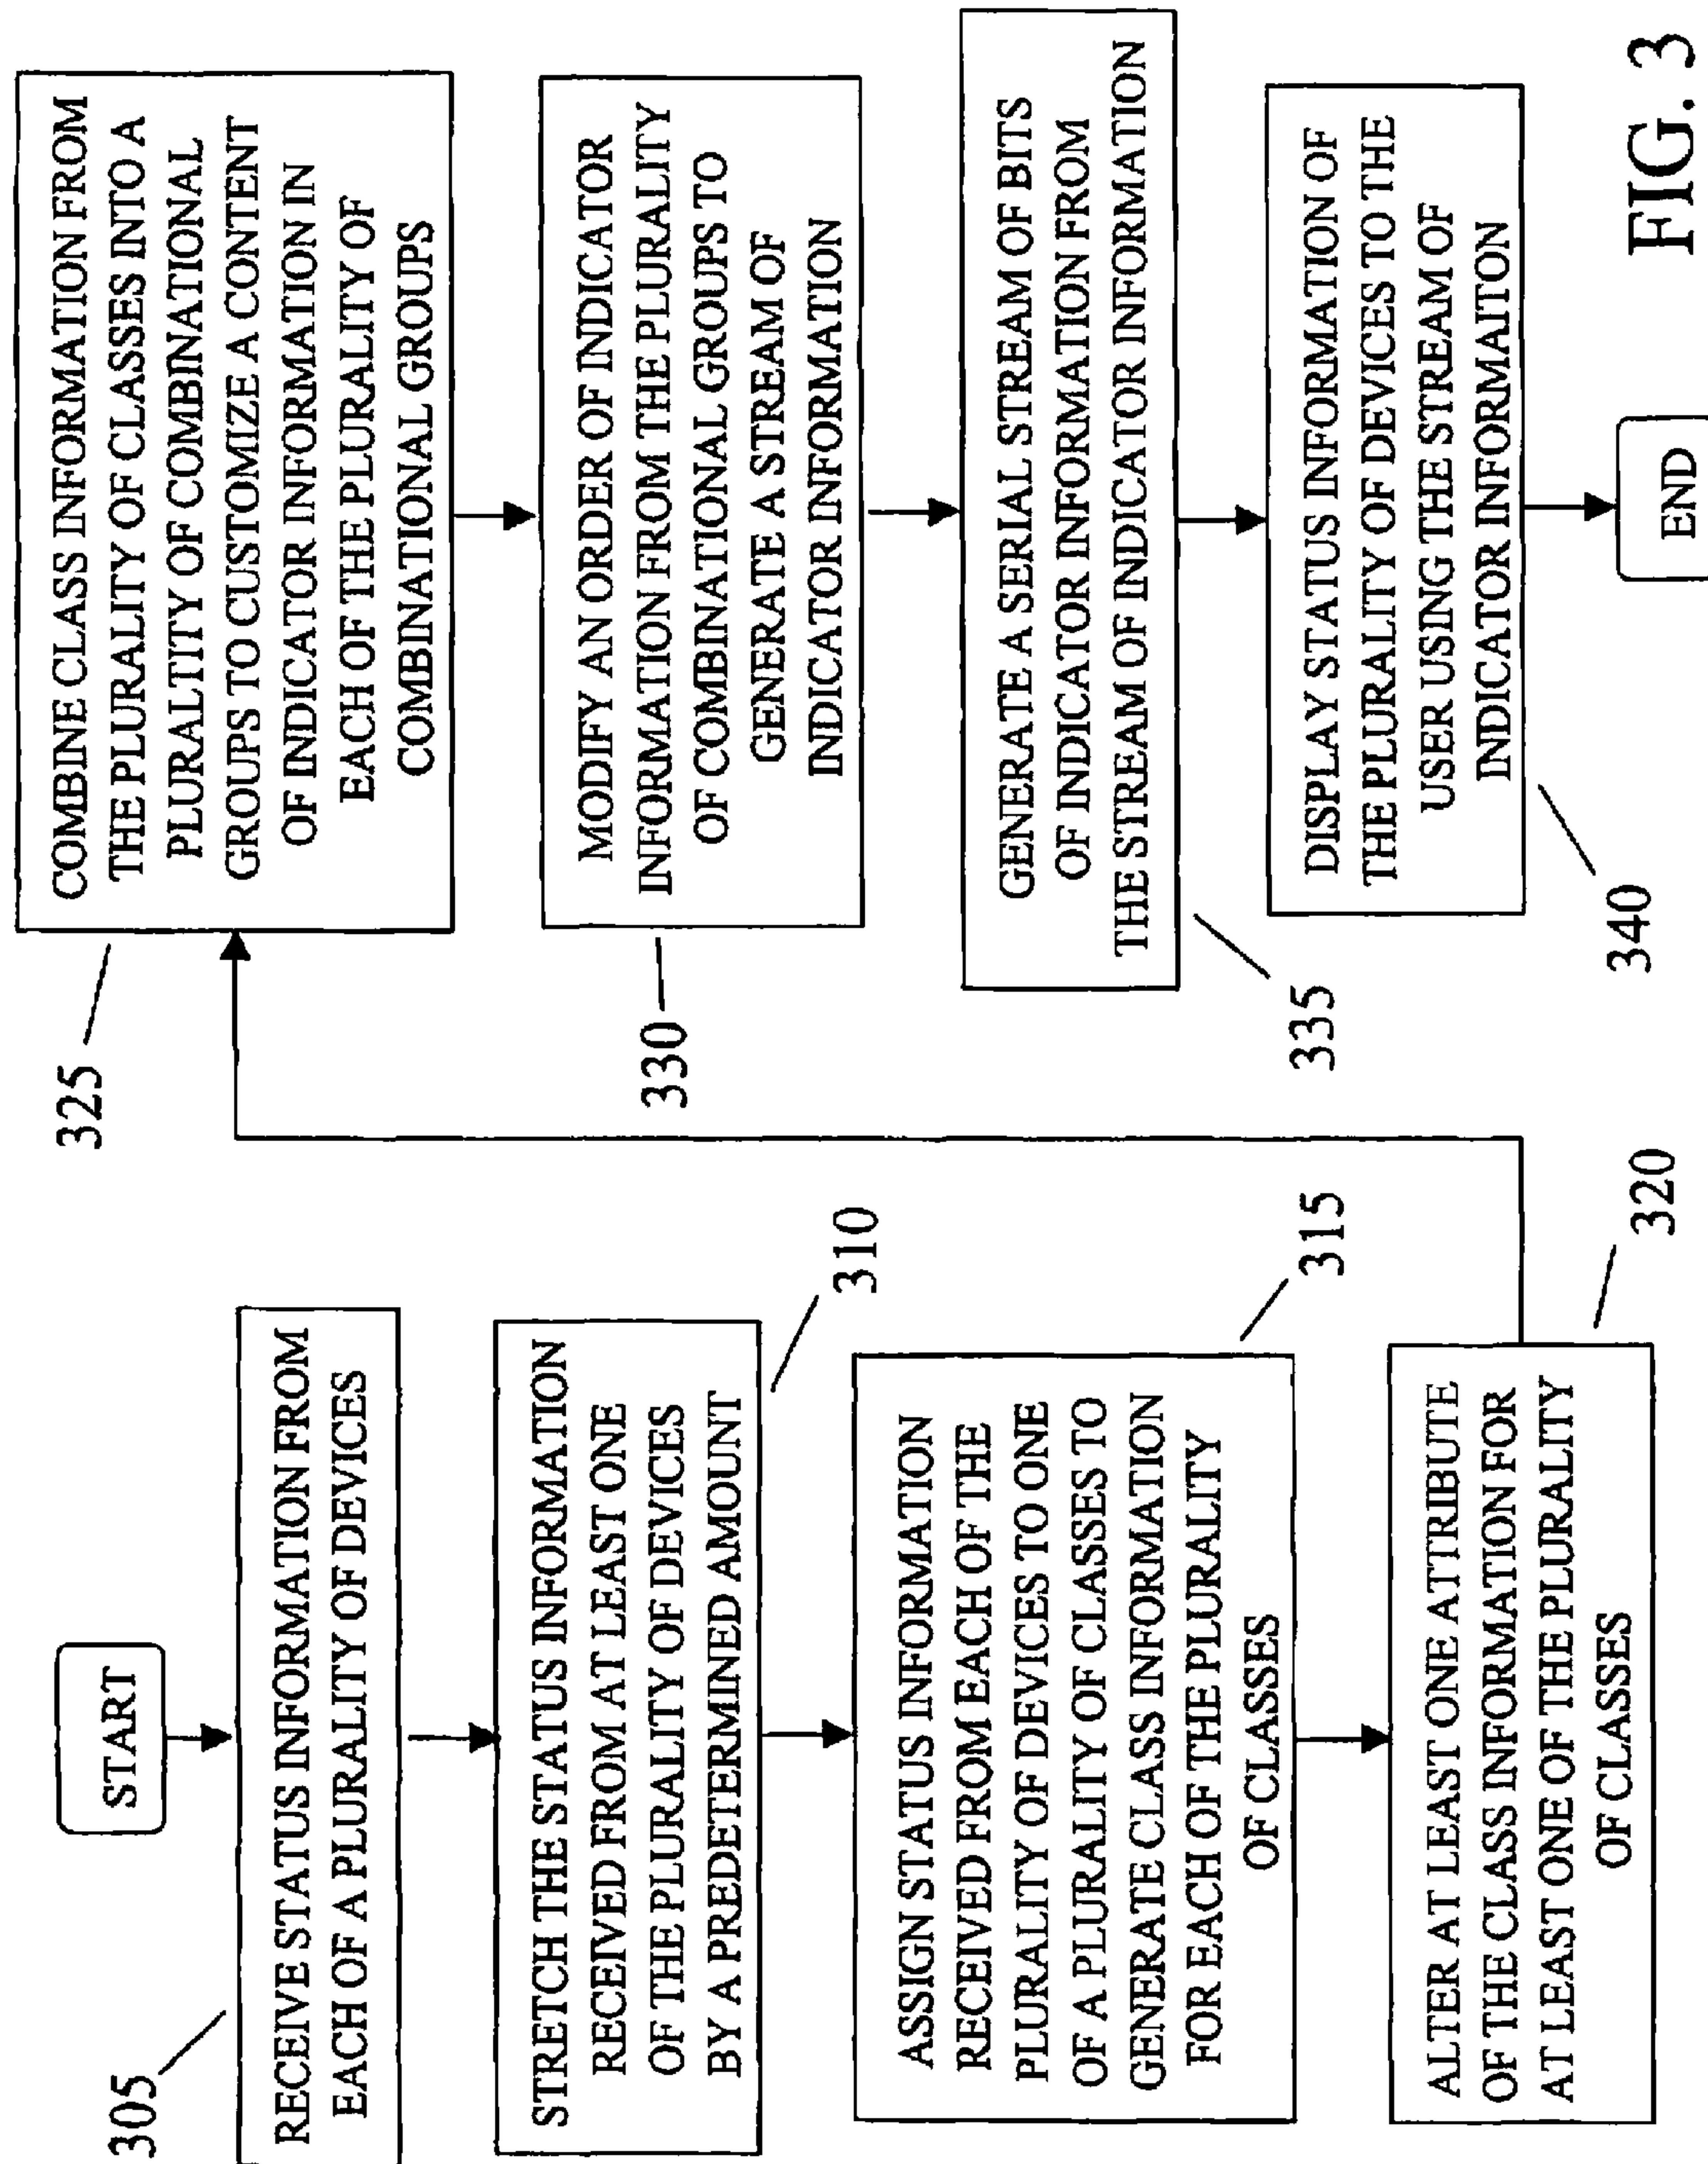 START
305
RECEIVE STATUS INFORMATION FROM
EACH OF A PLURALITY OF DEVICES
STRETCH THE STATUS INFORMATION
RECEIVED FROM AT LEAST ONE
OF THE PLURALITY OF DEVICES
BY A PREDETERMINED AMOUNT
310
ASSIGN STATUS INFORMATION
RECEIVED FROM EACH OF THE
PLURALITY OF DEVICES TO ONE
OF A PLURALITY OF CLASSES TO
GENERATE CLASS INFORMATION
FOR EACH OF THE PLURALITY
OF CLASSES
315
ALTER AT LEAST ONE ATTRIBUTE
OF THE CLASS INFORMATION FOR
AT LEAST ONE OF THE PLURALITY
OF CLASSES
320
325
COMBINE CLASS INFORMATION FROM
THE PLURALITY OF CLASSES INTO A
PLURALTITY OF COMBINATIONAL
GROUPS TO CUSTOMIZE A CONTENT
OF INDICATOR INFORMATION IN
EACH OF THE PLURALITY OF
COMBINATIONAL GROUPS
330
MODIFY AN ORDER OF INDICATOR
INFORMATION FROM THE PLURALITY
OF COMBINATIONAL GROUPS TO
GENERATE A STREAM OF
INDICATOR INFORMATION
GENERATE A SERIAL STREAM OF BITS
OF INDICATOR INFORMATION FROM
THE STREAM OF INDICATOR INFORMATION
335
DISPLAY STATUS INFORMATION OF
THE PLURALITY OF DEVICES TO THE
USER USING THE STREAM OF
INDICATOR INFORMAITON
340
END
FIG. 3